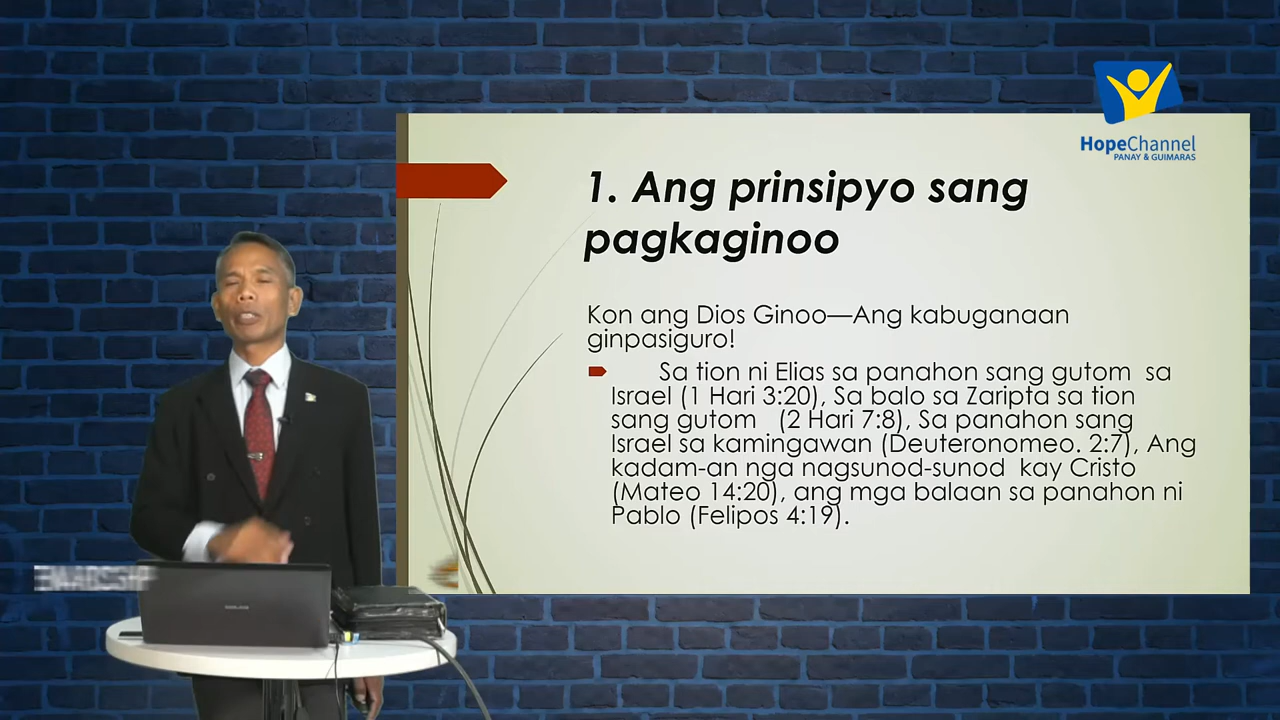 HopeChannel
PANAY & GUIMARAS
1. Ang prinsipyo sang
pagkaginoo
Kon ang Dios Ginoo—Ang kabuganaan
ginpasiguro!
Sa tion ni Elias sa panahon sang gutom sa
Israel (1 Hari 3:20), Sa balo sa Zaripta sa tion
sang gutom (2 Hari 7:8), Sa panahon sang
Israel sa kamingawan (Deuteronomeo. 2:7), Ang
kadam-an nga nagsunod-sunod kay Cristo
(Mateo 14:20), ang mga balaan sa panahon ni
Pablo (Felipos 4:19).